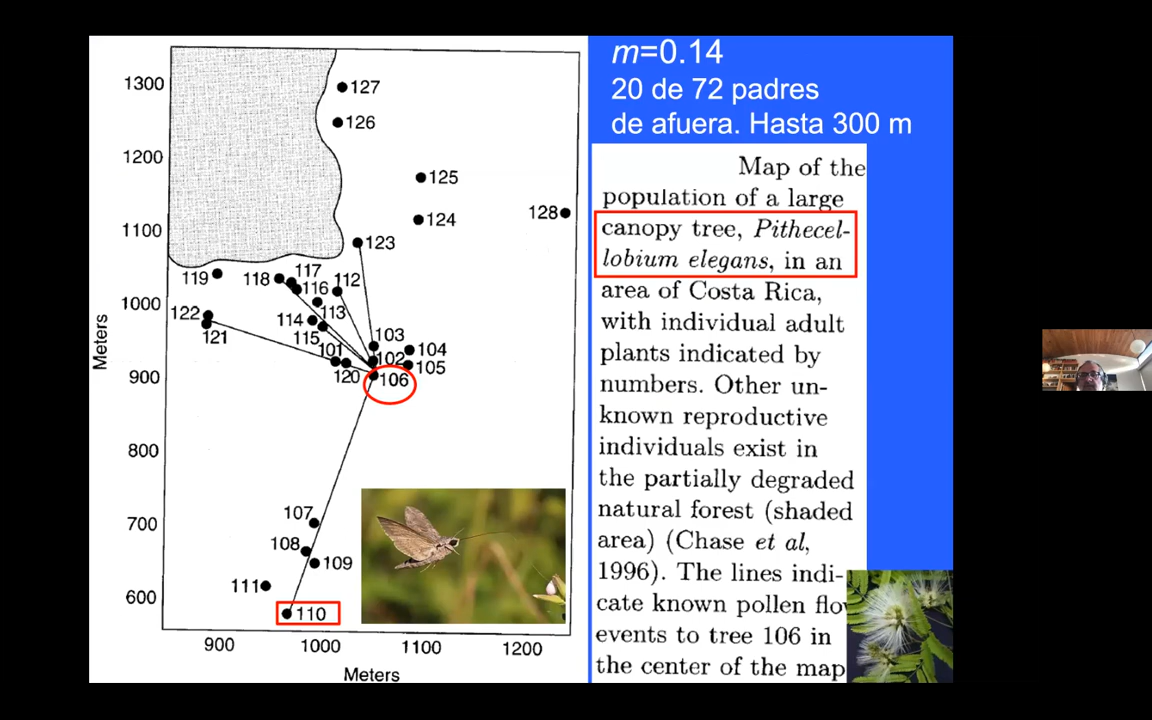 m=0.14
20 de 72 padres
de afuera. Hasta 300 m
Map of the
population of a large
canopy tree, Pithecel-
lobium elegans, in an
area of Costa Rica,
with individual adult
plants indicated by
numbers. Other un-
known reproductive
individuals exist in
the partially degraded
natural forest (shaded
area) (Chase et al,
1996). The lines indi-
cate known pollen flo
events to tree 106 in
the center of the map
Meters
1300
1200
1100
1000
900
800
700
600
127
126
125
124
128
123
119
118
117
116
112
113
122
121
114
115
103
101
102
104
105
120
106
107
108
109
111
110
900
1000
1100
1200
Meters